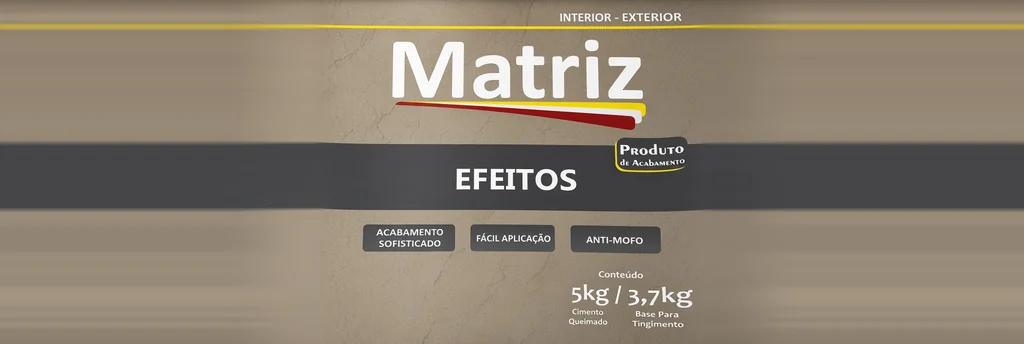 INTERIOR - EXTERIOR
Matriz
Produto
de Acabamento
EFEITOS
ACABAMENTO
SOFISTICADO
FÁCIL APLICAÇÃO
ANTI-MOFO
Conteúdo
5kg / 3,7kg
Cimento
Queimado
Base Para
Tingimento